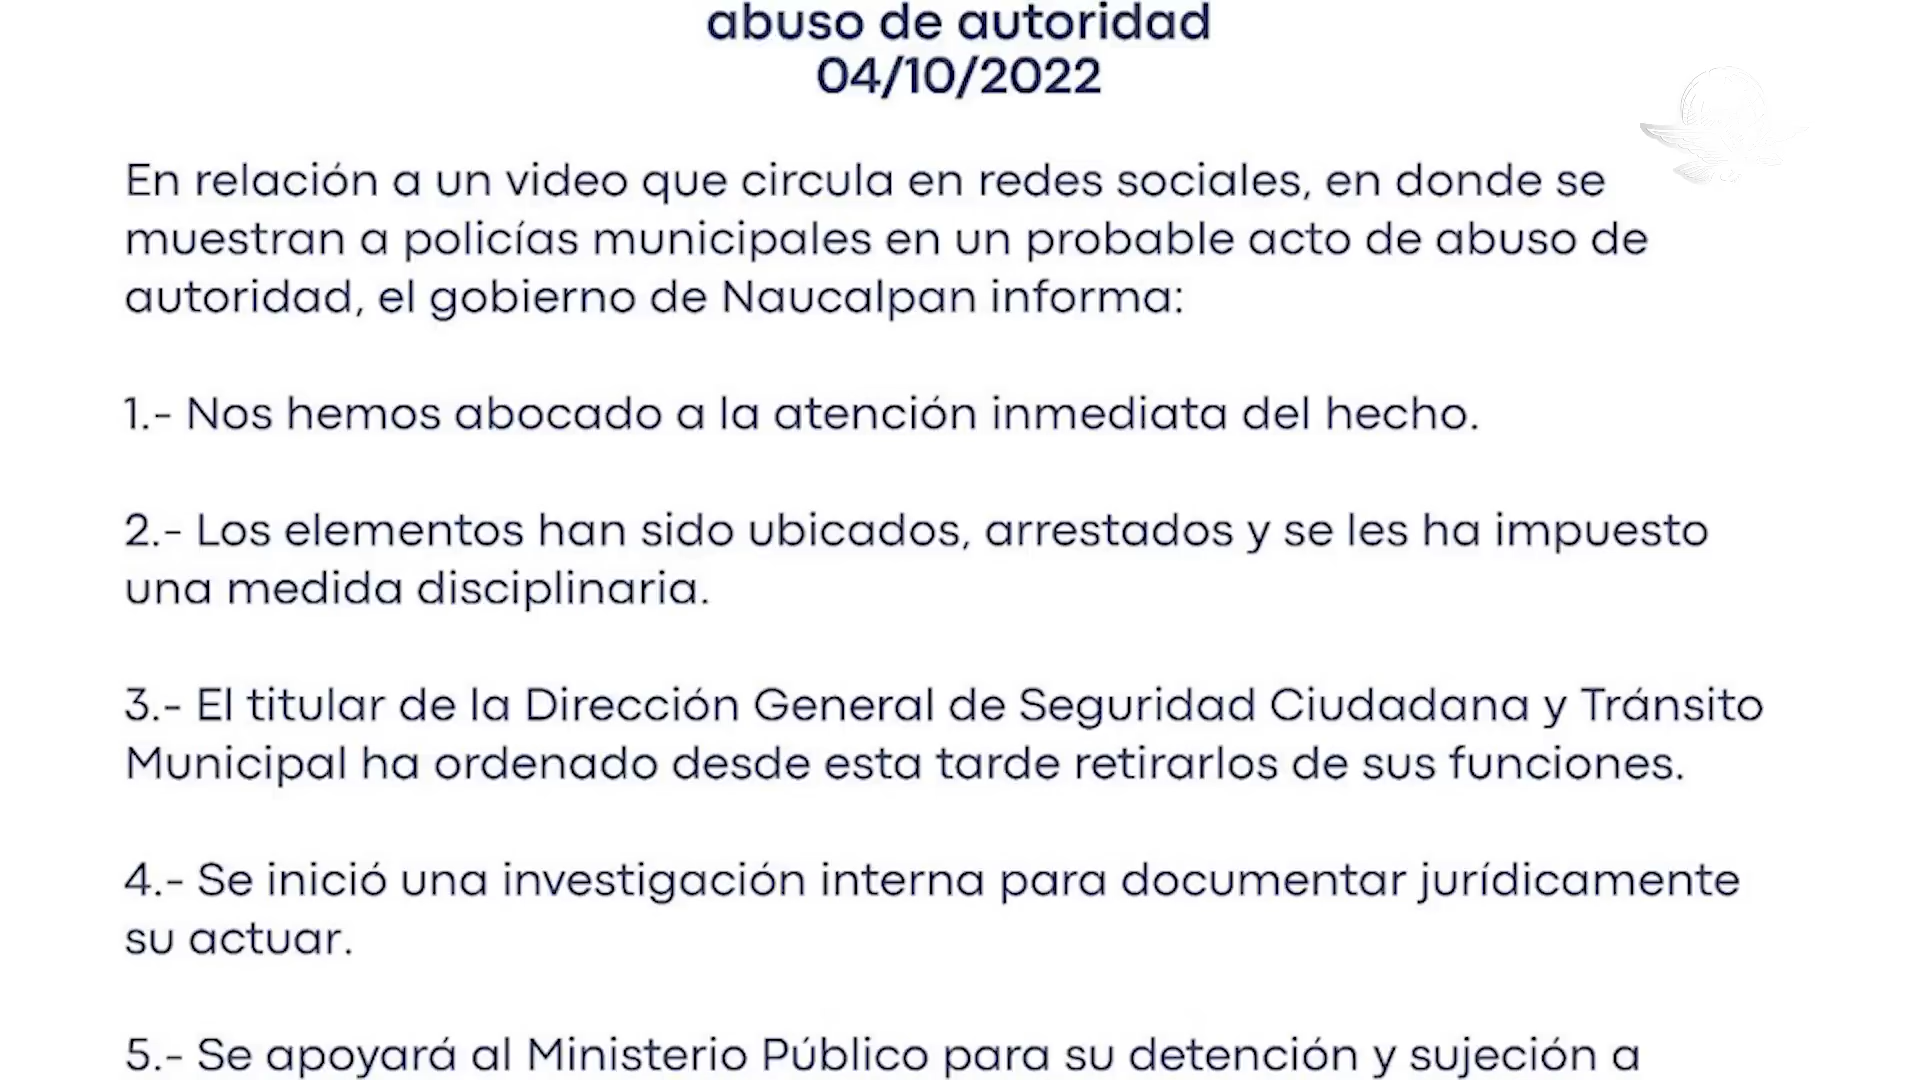 abuso de autoridad
04/10/2022
En relación a un video que circula en redes sociales, en donde se
muestran a policías municipales en un probable acto de abuso de
autoridad, el gobierno de Naucalpan informa:
1.- Nos hemos abocado a la atención inmediata del hecho.
2.- Los elementos han sido ubicados, arrestados y se les ha impuesto
una medida disciplinaria.
3.- El titular de la Dirección General de Seguridad Ciudadana y Tránsito
Municipal ha ordenado desde esta tarde retirarlos de sus funciones.
4.- Se inició una investigación interna para documentar jurídicamente
su actuar.
5.- Se apoyará al Ministerio Público para su detención y sujeción a